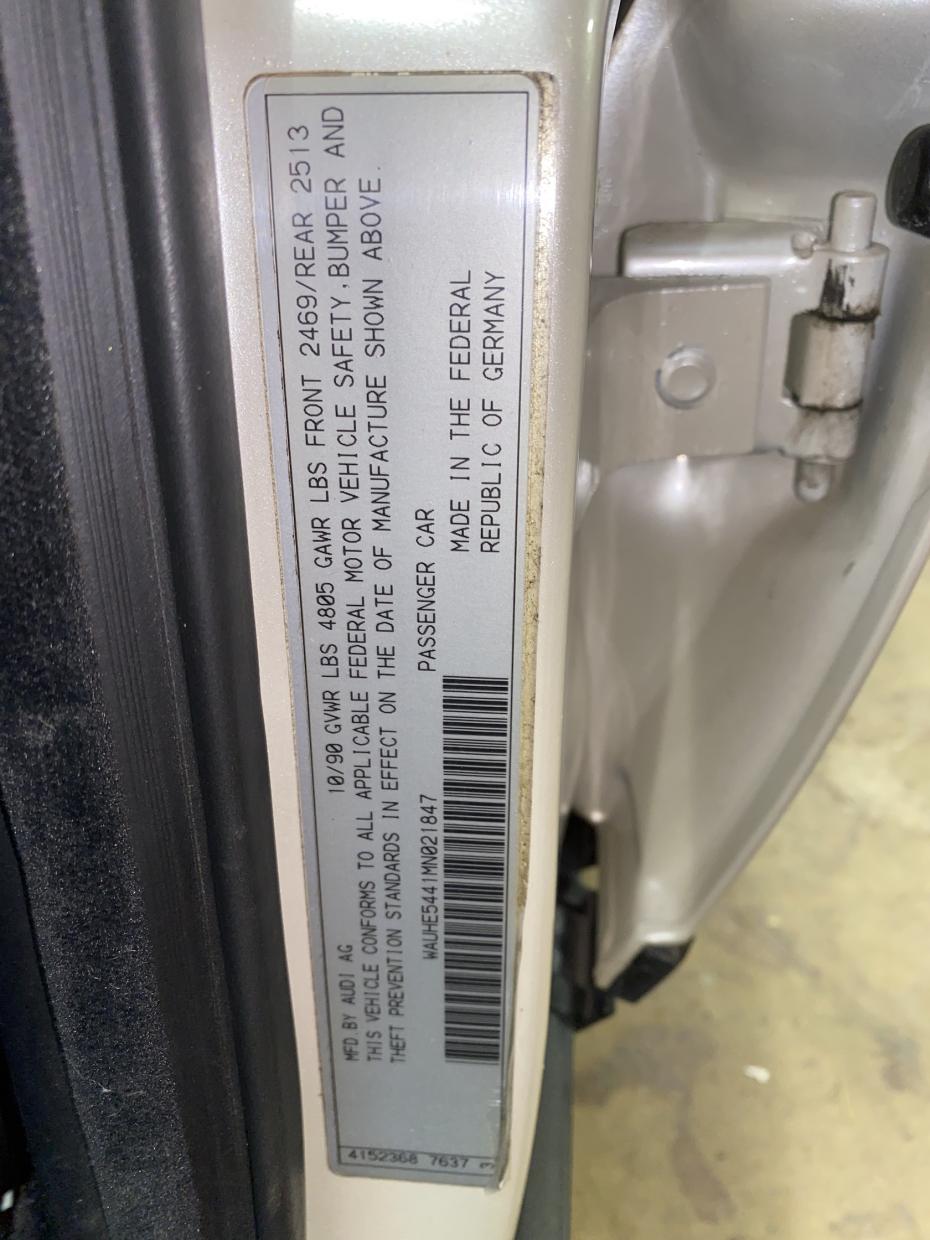 MFD.BY AUDI AG 10/90 GVWR LBS 4805 GAWR LBS FRONT 2469/REAR 2513
THIS VEHICLE CONFORMS TO ALL APPLICABLE FEDERAL MOTOR VEHICLE SAFETY,BUMPER AND
THEFT PREVENTION STANDARDS IN EFFECT ON THE DATE OF MANUFACTURE SHOWN ABOVE.
WAUHE5441MN021847 PASSENGER CAR
MADE IN THE FEDERAL
REPUBLIC OF GERMANY
4152368 7637 3